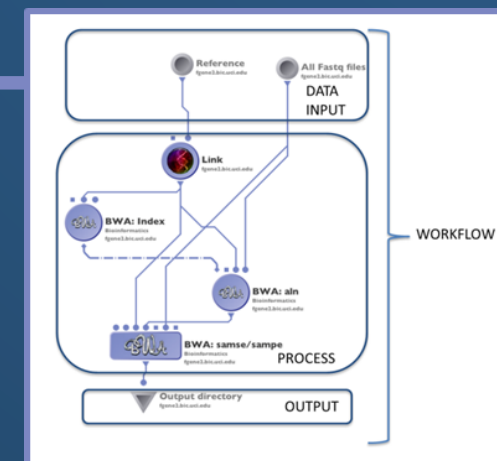 Reference
fgene3.bic.uci.edu
All Fastq files
fgene3.bic.uci.edu
DATA
INPUT
Link
fgene3.bic.uci.edu
BWA: Index
Bioinformatics
fgene3.bic.uci.edu
WORKFLOW
BWA: aln
Bioinformatics
fgene3.bic.uci.edu
BWA: samse/sampe
Bioinformatics
fgene3.bic.uci.edu
PROCESS
Output directory
fgene3.bic.uci.edu
OUTPUT